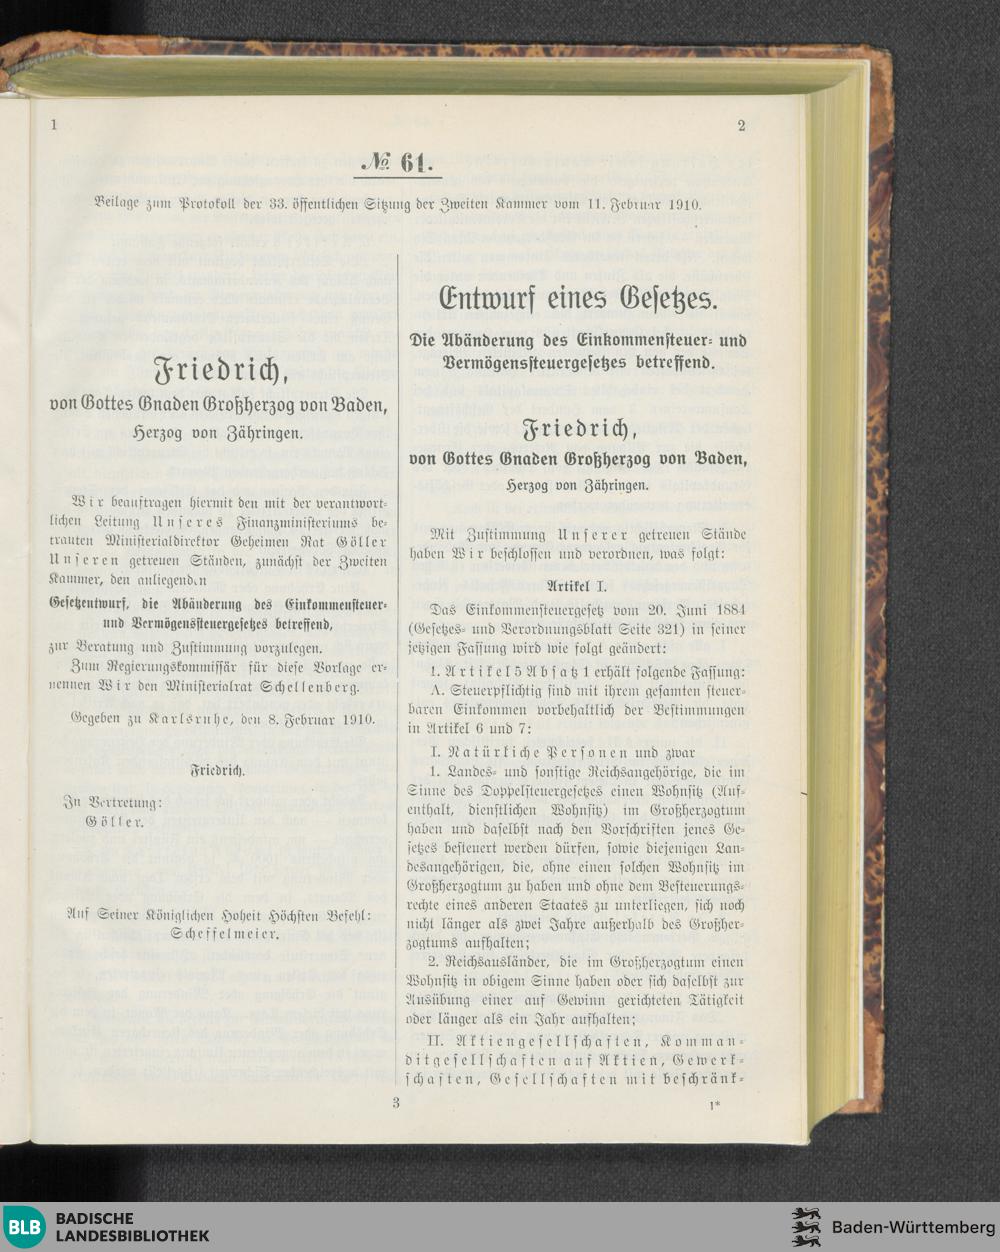 1
2
№ 61.
Beilage zum Protokoll der 33. öffentlichen Sitzung der Zweiten Kammer vom 11. Februar 1910.
Friedrich,
von Gottes Gnaden Großherzog von Baden,
Herzog von Zähringen.
Wir beauftragen hiermit den mit der verantwort-
lichen Leitung Unseres Finanzministeriums be-
trauten Ministerialdirektor Geheimen Rat Göller
Unseren getreuen Ständen, zunächst der Zweiten
Kammer, den anliegenden
Gesetzentwurf, die Abänderung des Einkommensteuer-
und Vermögenssteuergesetzes betreffend,
zur Beratung und Zustimmung vorzulegen.
Zum Regierungskommissär für diese Vorlage er-
nennen Wir den Ministerialrat Schellenberg.
Gegeben zu Karlsruhe, den 8. Februar 1910.
Friedrich.
In Vertretung:
Göller.
Auf Seiner Königlichen Hoheit Höchsten Befehl:
Scheffelmeier.
Entwurf eines Gesetzes.
Die Abänderung des Einkommensteuer- und
Vermögenssteuergesetzes betreffend.
Friedrich,
von Gottes Gnaden Großherzog von Baden,
Herzog von Zähringen.
Mit Zustimmung Unserer getreuen Stände
haben Wir beschlossen und verordnen, was folgt:
Artikel I.
Das Einkommensteuergesetz vom 20. Juni 1884
(Gesetzes- und Verordnungsblatt Seite 321) in seiner
jetzigen Fassung wird wie folgt geändert:
1. Artikel 5 Absatz 1 erhält folgende Fassung:
A. Steuerpflichtig sind mit ihrem gesamten steuer-
baren Einkommen vorbehaltlich der Bestimmungen
in Artikel 6 und 7:
I. Natürliche Personen und zwar
1. Landes- und sonstige Reichsangehörige, die im
Sinne des Doppelsteuergesetzes einen Wohnsitz (Auf-
enthalt, dienstlichen Wohnsitz) im Großherzogtum
haben und daselbst nach den Vorschriften jenes Ge-
setzes besteuert werden dürfen, sowie diejenigen Lan-
desangehörigen, die, ohne einen solchen Wohnsitz im
Großherzogtum zu haben und ohne dem Besteuerungs-
rechte eines anderen Staates zu unterliegen, sich noch
nicht länger als zwei Jahre außerhalb des Großher-
zogtums aufhalten;
2. Reichsausländer, die im Großherzogtum einen
Wohnsitz in obigem Sinne haben oder sich daselbst zur
Ausübung einer auf Gewinn gerichteten Tätigkeit
oder länger als ein Jahr aufhalten;
II. Aktiengesellschaften, Komman-
ditgesellschaften auf Aktien, Gewerk-
schaften, Gesellschaften mit beschränk-
3
1*
BLB
BADISCHE
LANDESBIBLIOTHEK
Baden-Württemberg